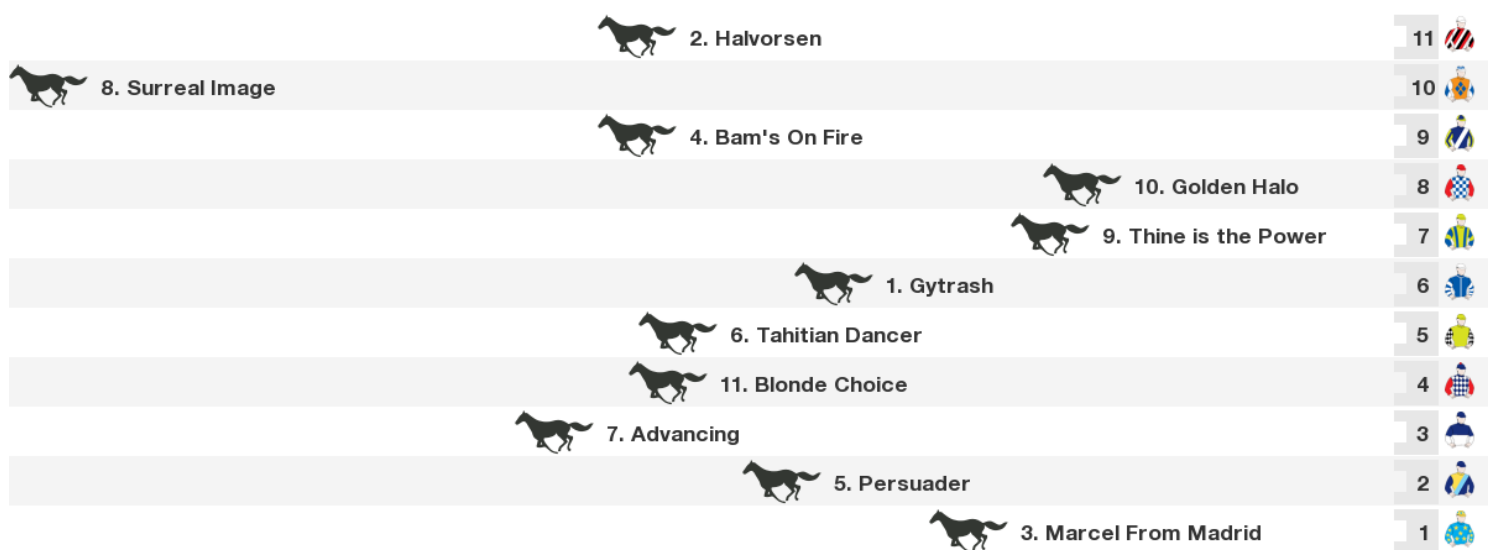 2. Halvorsen 11
8. Surreal Image 10
4. Bam's On Fire 9
10. Golden Halo 8
9. Thine is the Power 7
1. Gytrash 6
6. Tahitian Dancer 5
11. Blonde Choice 4
7. Advancing 3
5. Persuader 2
3. Marcel From Madrid 1